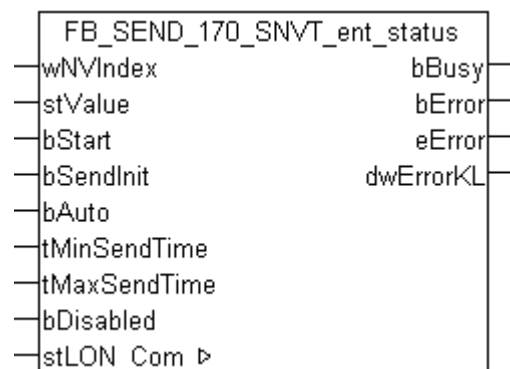 FB_SEND_170_SNVT_ent_status
wNVIndex bBusy
stValue bError
bStart eError
bSendInit dwErrorKL
bAuto
tMinSendTime
tMaxSendTime
bDisabled
stLON_Com ▷